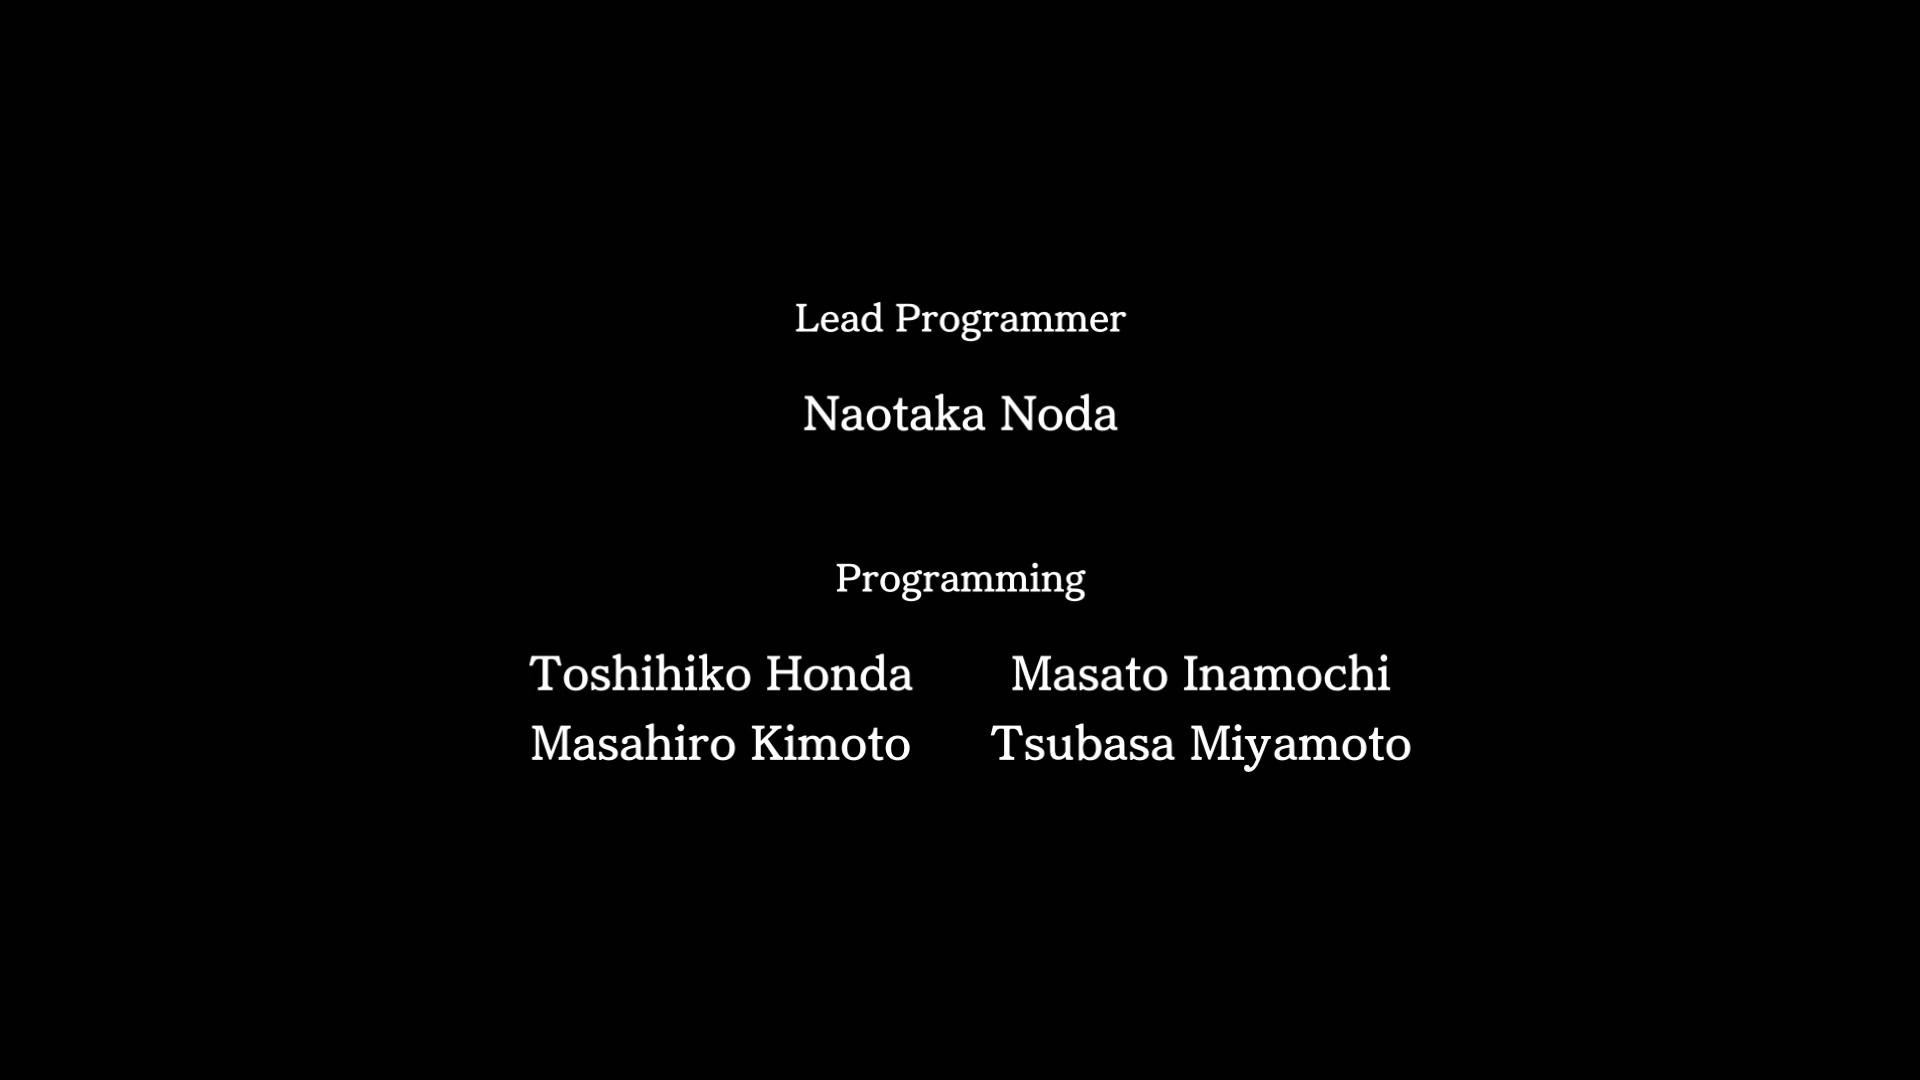 Lead Programmer
Naotaka Noda
Programming
Toshihiko Honda Masato Inamochi
Masahiro Kimoto Tsubasa Miyamoto